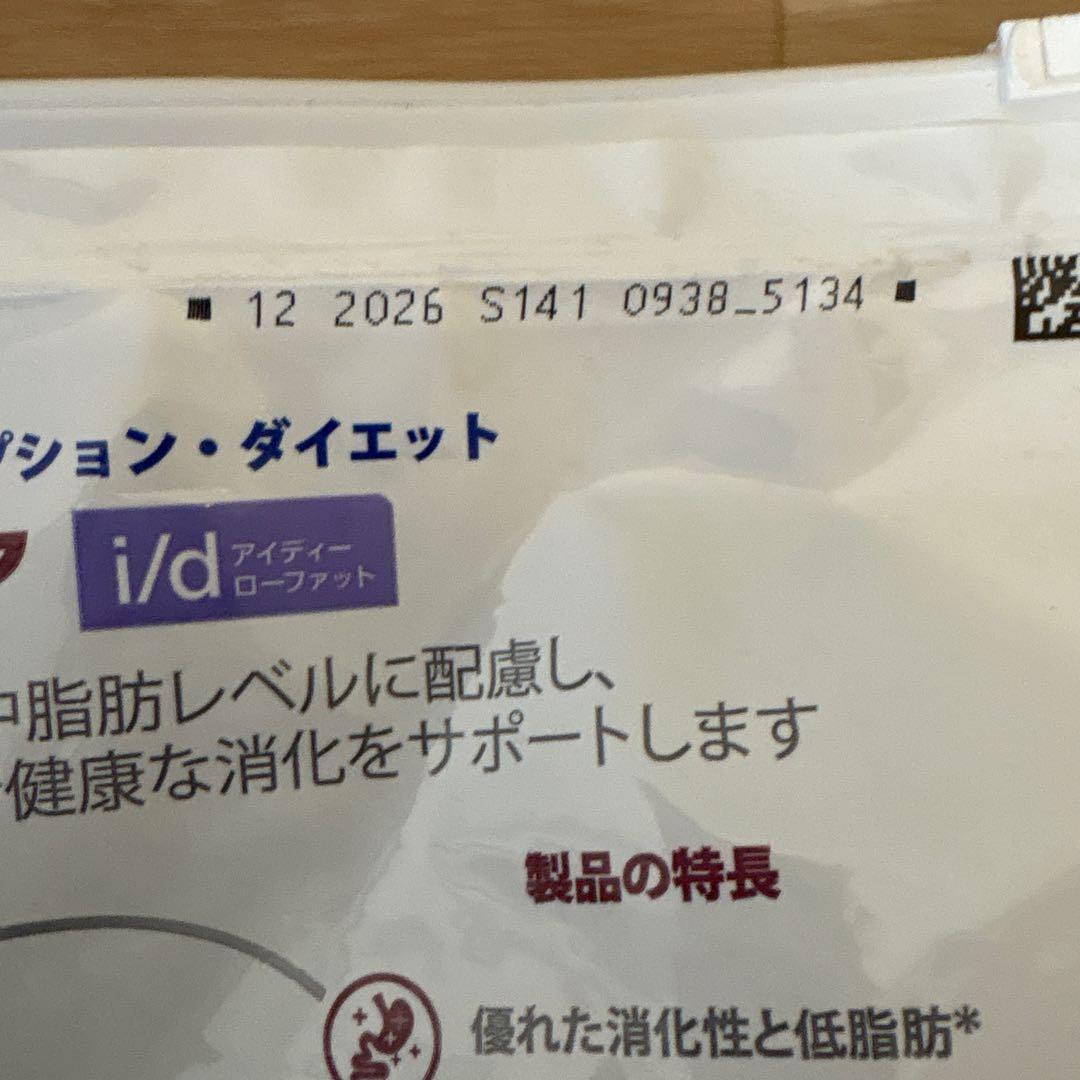 12 2026 S141 0938_5134
プション・ダイエット
i/d アイディー
ローファット
中脂肪レベルに配慮し、
健康な消化をサポートします
製品の特長
優れた消化性と低脂肪*